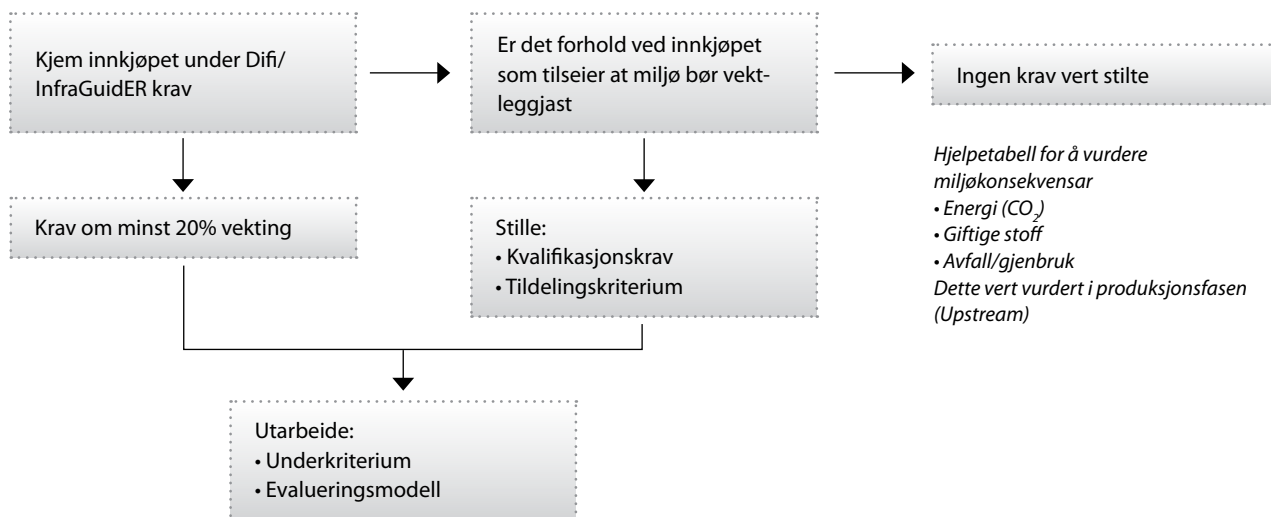 Kjem innkjøpet under Difi/
InfraGuidER krav
Er det forhold ved innkjøpet
som tilseier at miljø bør vekt-
leggjast
Ingen krav vert stilte
Hjelpetabell for å vurdere
miljøkonsekvensar
• Energi (CO₂)
• Giftige stoff
• Avfall/gjenbruk
Dette vert vurdert i produksjonsfasen
(Upstream)
Krav om minst 20% vekting
Stille:
• Kvalifikasjonskrav
• Tildelingskriterium
Utarbeide:
• Underkriterium
• Evalueringsmodell